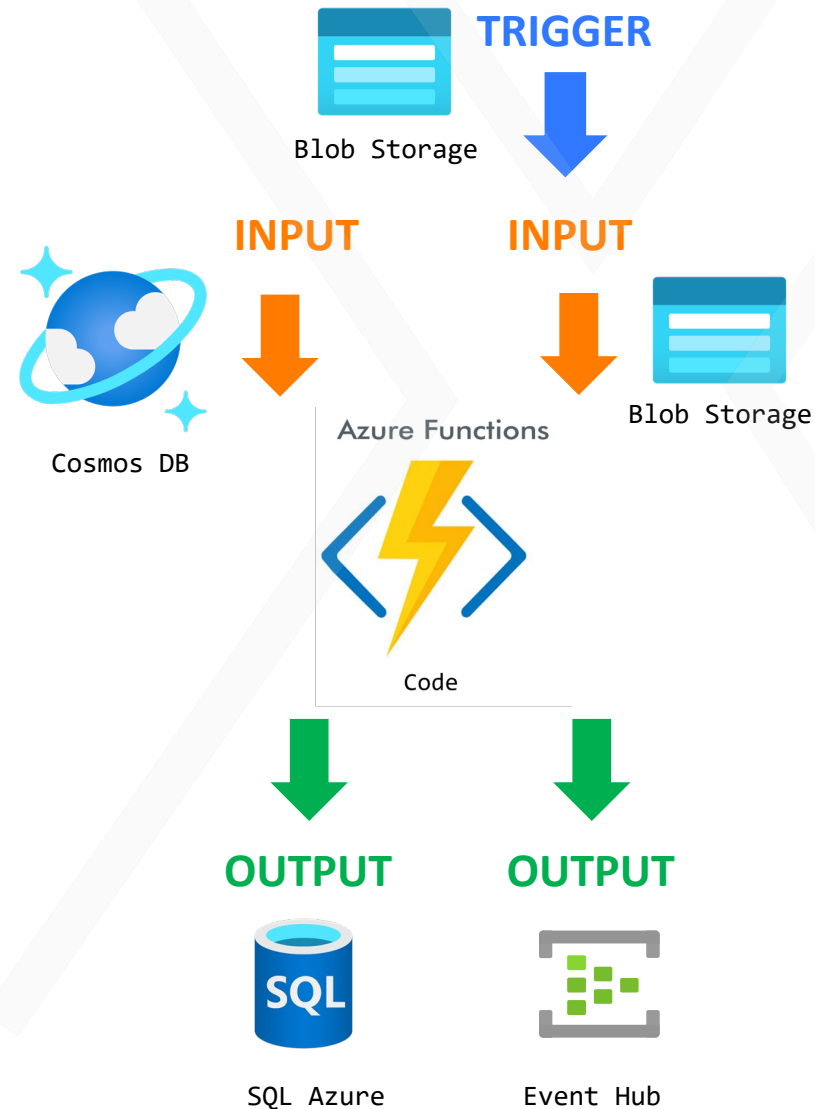 TRIGGER
Blob Storage
INPUT
INPUT
Blob Storage
Cosmos DB
Azure Functions
Code
OUTPUT
OUTPUT
SQL
SQL Azure
Event Hub